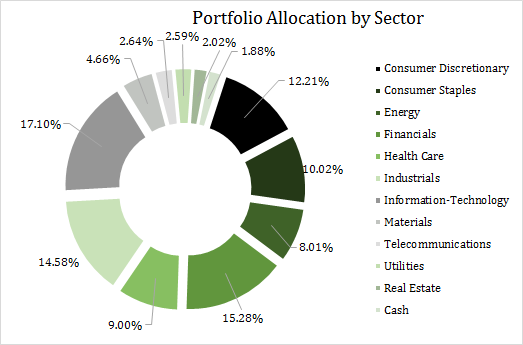 Portfolio Allocation by Sector
2.59%
2.64%
2.02%
1.88%
4.66%
12.21%
17.10%
10.02%
8.01%
14.58%
9.00%
15.28%
Consumer Discretionary
Consumer Staples
Energy
Financials
Health Care
Industrials
Information-Technology
Materials
Telecommunications
Utilities
Real Estate
Cash